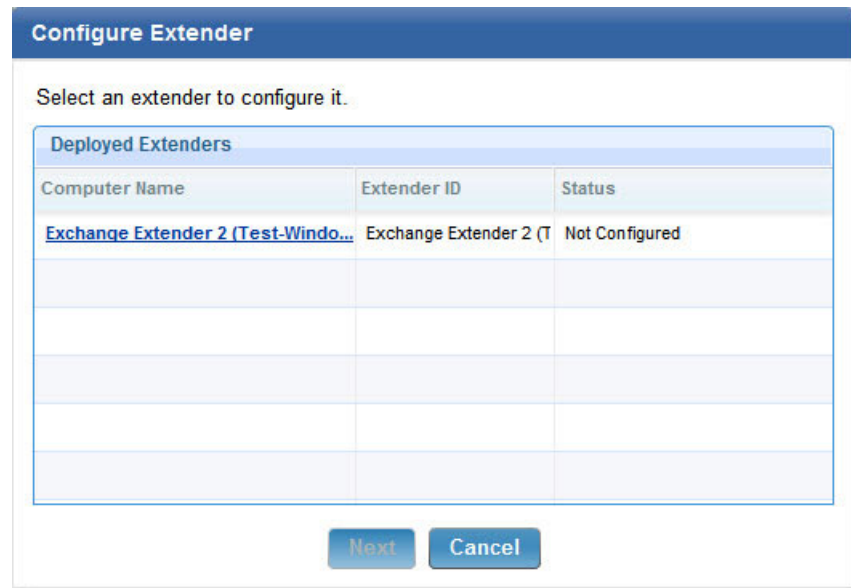 Configure Extender
Select an extender to configure it.
Deployed Extenders
Computer Name Extender ID Status
Exchange Extender 2 (Test-Windo... Exchange Extender 2 (T Not Configured
Next Cancel